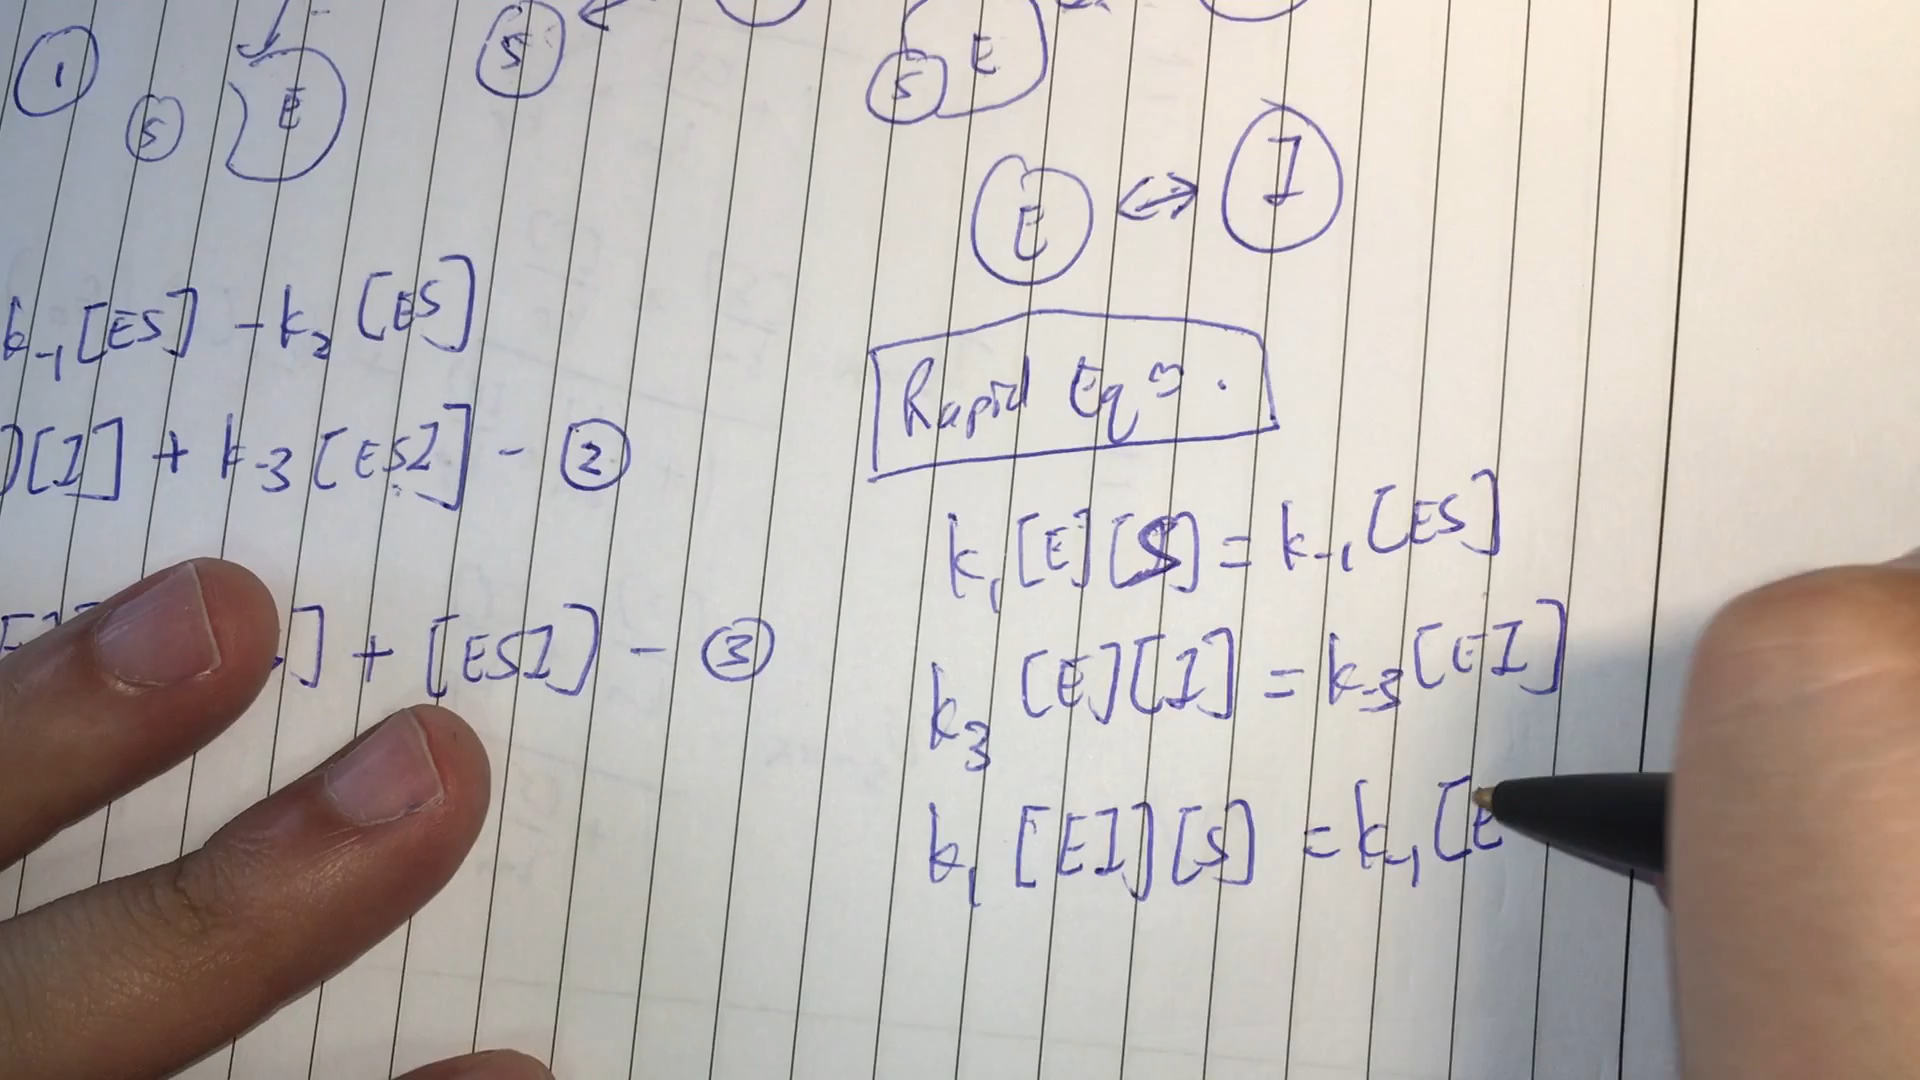 S
E
1
S
E
S
E
I
k₋₁[ES] - k₂[ES]
][I] + k₋₃[ESI] - ②
] + [ESI] - ③
Rapid Eq.
k₁[E][S] = k₋₁[ES]
k₃[E][I] = k₋₃[EI]
k₁[EI][S] = k₋₁[E